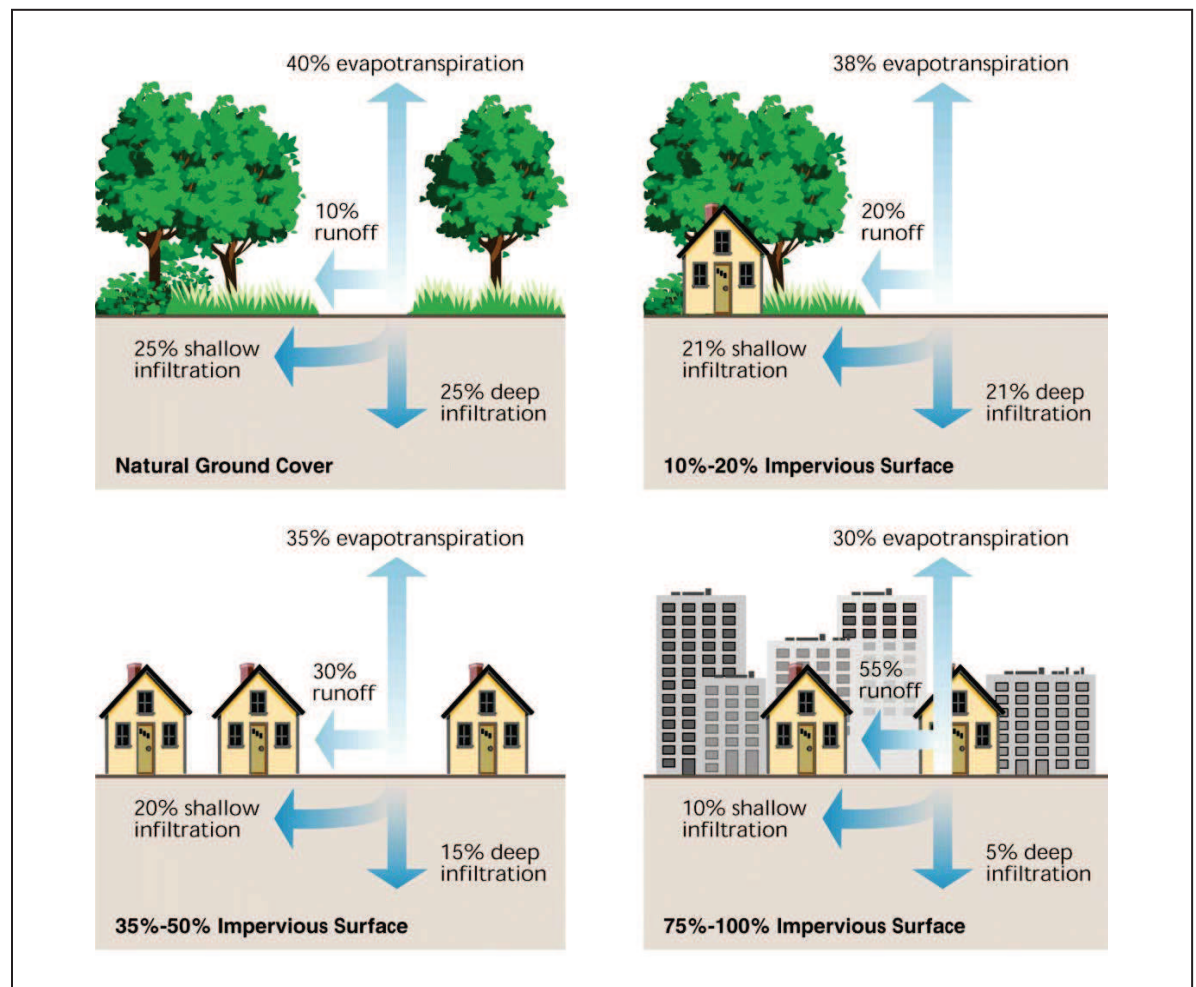 40% evapotranspiration
10%
runoff
25% shallow
infiltration
25% deep
infiltration
Natural Ground Cover
38% evapotranspiration
20%
runoff
21% shallow
infiltration
21% deep
infiltration
10%-20% Impervious Surface
35% evapotranspiration
30%
runoff
20% shallow
infiltration
15% deep
infiltration
35%-50% Impervious Surface
30% evapotranspiration
55%
runoff
10% shallow
infiltration
5% deep
infiltration
75%-100% Impervious Surface